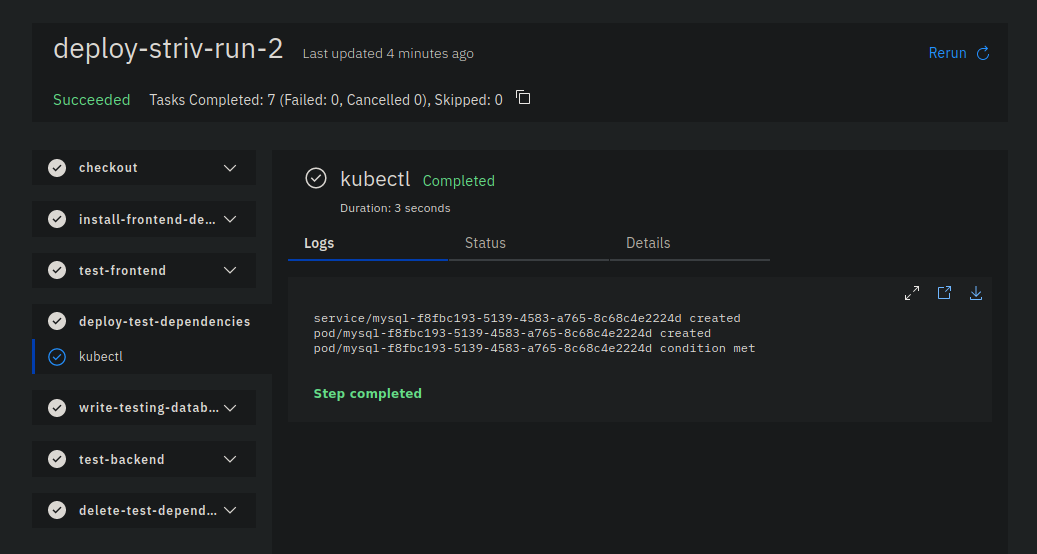 deploy-striv-run-2 Last updated 4 minutes ago
Rerun
Succeeded Tasks Completed: 7 (Failed: 0, Cancelled 0), Skipped: 0
checkout
install-frontend-de...
test-frontend
deploy-test-dependencies
kubectl
write-testing-datab...
test-backend
delete-test-depend...
kubectl Completed
Duration: 3 seconds
Logs Status Details
service/mysql-f8fbc193-5139-4583-a765-8c68c4e2224d created
pod/mysql-f8fbc193-5139-4583-a765-8c68c4e2224d created
pod/mysql-f8fbc193-5139-4583-a765-8c68c4e2224d condition met
Step completed